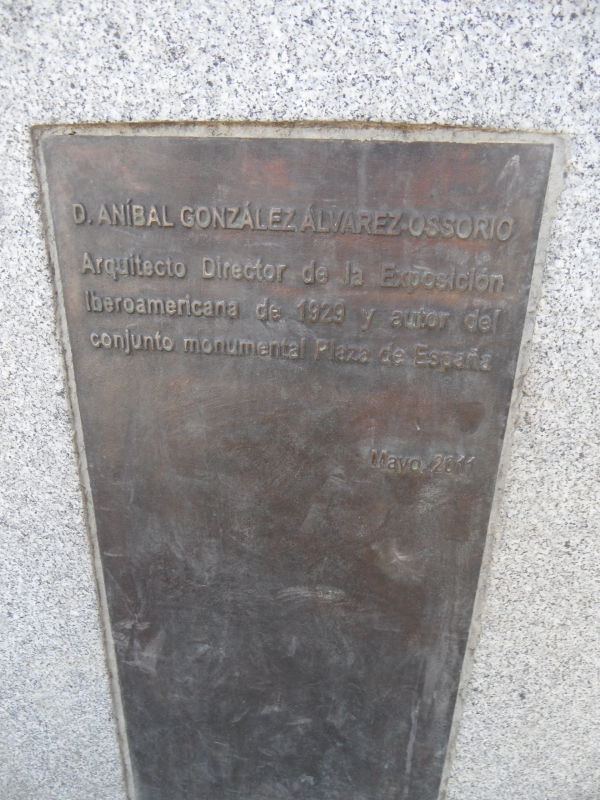 D. ANÍBAL GONZÁLEZ ÁLVAREZ-OSSORIO
Arquitecto Director de la Exposición
Iberoamericana de 1929 y autor del
conjunto monumental Plaza de España
Mayo, 2011